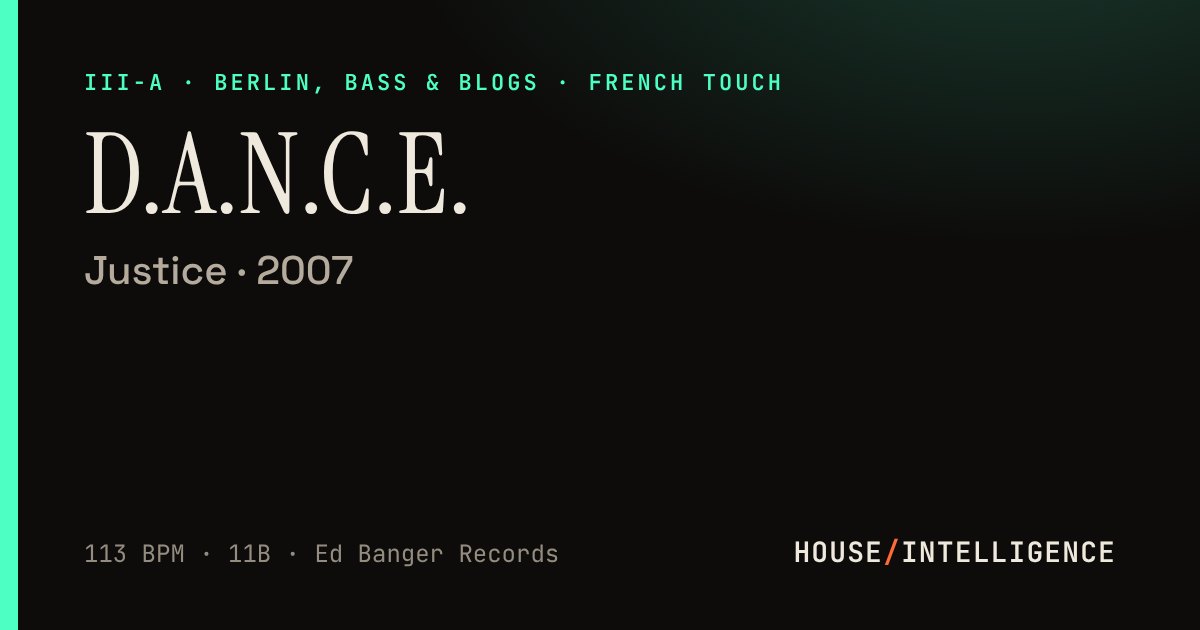 III-A · BERLIN, BASS & BLOGS · FRENCH TOUCH
D.A.N.C.E.
Justice · 2007
113 BPM · 11B · Ed Banger Records
HOUSE/INTELLIGENCE